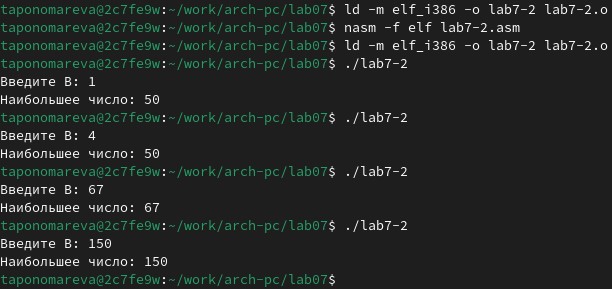 taponomareva@2c7fe9w:~/work/arch-pc/lab07$ ld -m elf_i386 -o lab7-2 lab7-2.o
taponomareva@2c7fe9w:~/work/arch-pc/lab07$ nasm -f elf lab7-2.asm
taponomareva@2c7fe9w:~/work/arch-pc/lab07$ ld -m elf_i386 -o lab7-2 lab7-2.o
taponomareva@2c7fe9w:~/work/arch-pc/lab07$ ./lab7-2
Введите B: 1
Наибольшее число: 50
taponomareva@2c7fe9w:~/work/arch-pc/lab07$ ./lab7-2
Введите B: 4
Наибольшее число: 50
taponomareva@2c7fe9w:~/work/arch-pc/lab07$ ./lab7-2
Введите B: 67
Наибольшее число: 67
taponomareva@2c7fe9w:~/work/arch-pc/lab07$ ./lab7-2
Введите B: 150
Наибольшее число: 150
taponomareva@2c7fe9w:~/work/arch-pc/lab07$